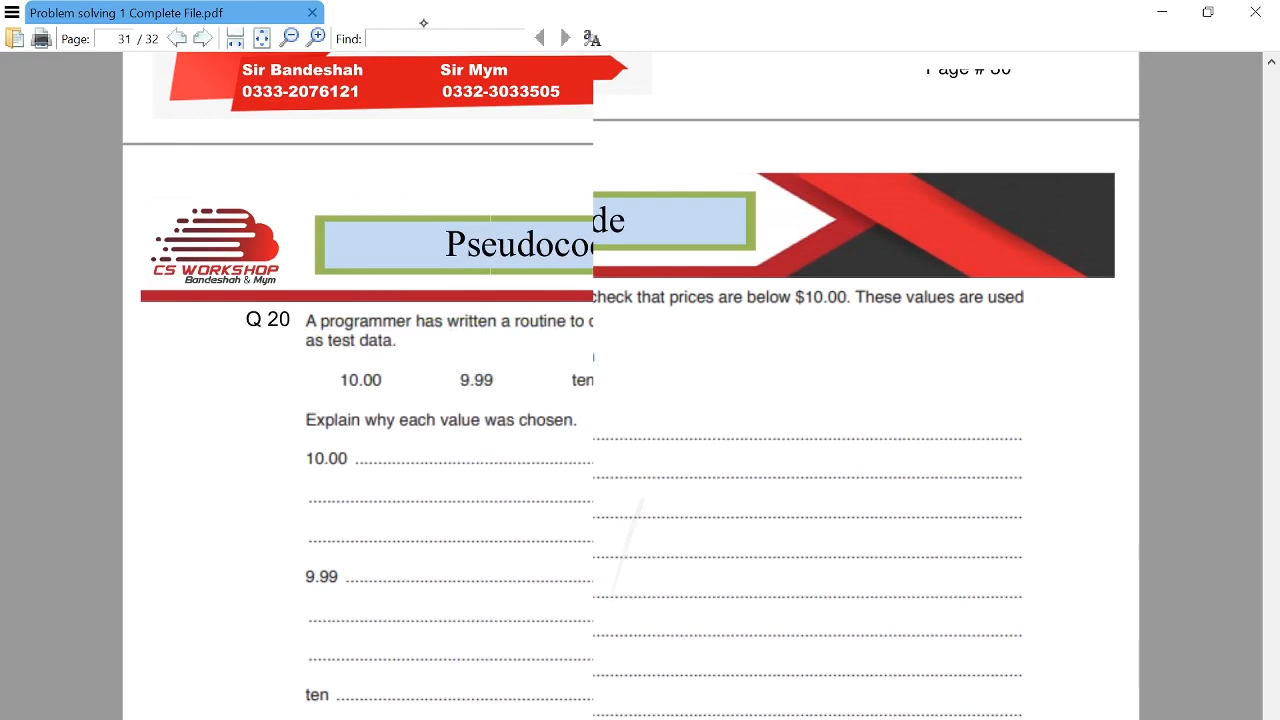 Problem solving 1 Complete File.pdf
Page: 31 / 32 Find:
Sir Bandeshah Sir Mym
0333-2076121 0332-3033505
Page # 30
CS WORKSHOP
Bandeshah & Mym
Pseudocode
Q 20 A programmer has written a routine to check that prices are below $10.00. These values are used
as test data.
10.00 9.99 ten
Explain why each value was chosen.
10.00
9.99
ten